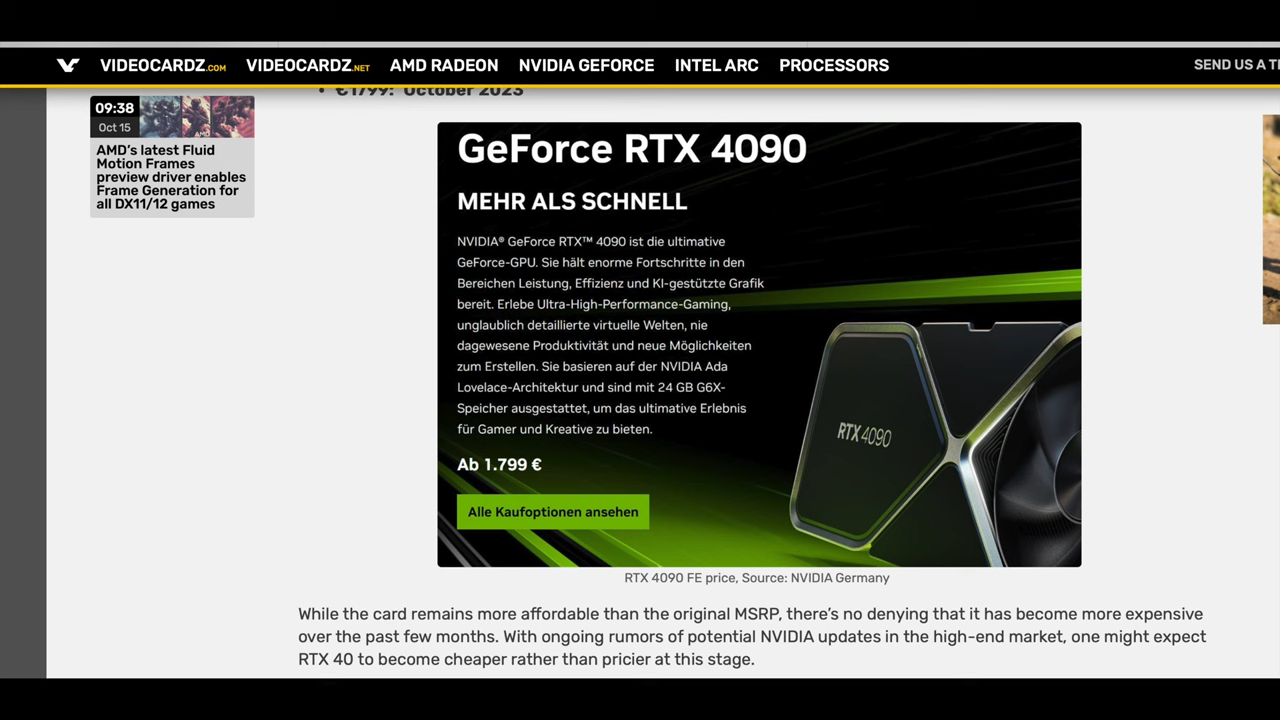 VIDEOCARDZ.COM VIDEOCARDZ.NET AMD RADEON NVIDIA GEFORCE INTEL ARC PROCESSORS SEND US A
• €1799: October 2023
09:38
Oct 15
AMD
AMD’s latest Fluid
Motion Frames
preview driver enables
Frame Generation for
all DX11/12 games
GeForce RTX 4090
MEHR ALS SCHNELL
NVIDIA® GeForce RTX™ 4090 ist die ultimative
GeForce-GPU. Sie hält enorme Fortschritte in den
Bereichen Leistung, Effizienz und KI-gestützte Grafik
bereit. Erlebe Ultra-High-Performance-Gaming,
unglaublich detaillierte virtuelle Welten, nie
dagewesene Produktivität und neue Möglichkeiten
zum Erstellen. Sie basieren auf der NVIDIA Ada
Lovelace-Architektur und sind mit 24 GB G6X-
Speicher ausgestattet, um das ultimative Erlebnis
für Gamer und Kreative zu bieten.
Ab 1.799 €
Alle Kaufoptionen ansehen
RTX 4090
RTX 4090 FE price, Source: NVIDIA Germany
While the card remains more affordable than the original MSRP, there’s no denying that it has become more expensive
over the past few months. With ongoing rumors of potential NVIDIA updates in the high-end market, one might expect
RTX 40 to become cheaper rather than pricier at this stage.